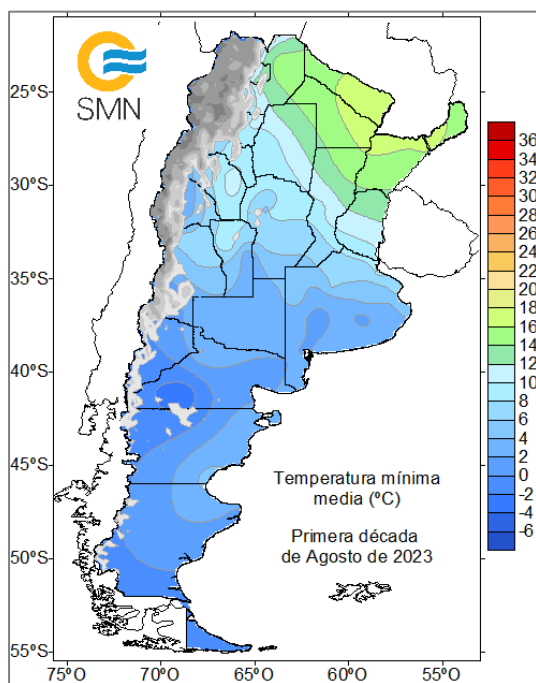 SMN
25°S
30°S
35°S
40°S
45°S
50°S
55°S
75°O
70°O
65°O
60°O
55°O
36
34
32
30
28
26
24
22
20
18
16
14
12
10
8
6
4
2
0
-2
-4
-6
Temperatura mínima
media (ºC)
Primera década
de Agosto de 2023